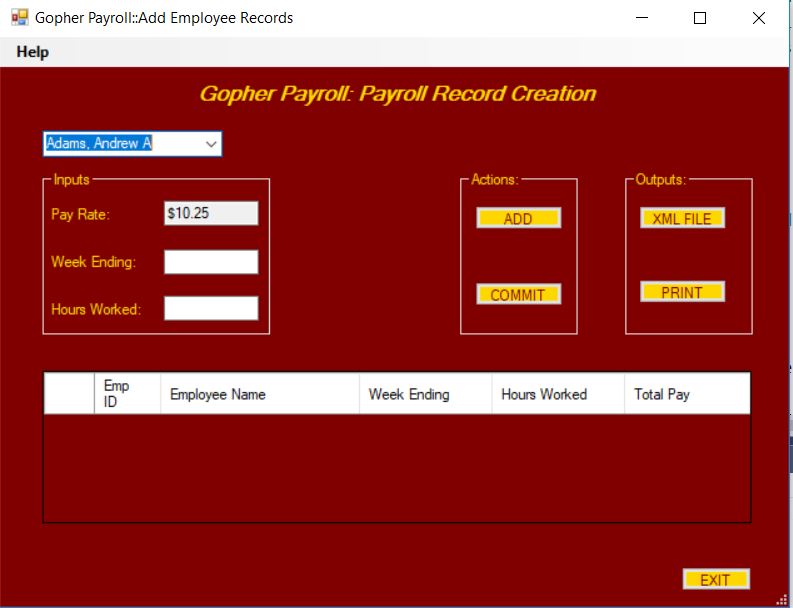 Gopher Payroll::Add Employee Records
Help
Gopher Payroll: Payroll Record Creation
Adams, Andrew A
Inputs
Actions:
Outputs:
Pay Rate: $10.25
ADD
XML FILE
Week Ending:
COMMIT
PRINT
Hours Worked:
Emp ID
Employee Name
Week Ending
Hours Worked
Total Pay
EXIT